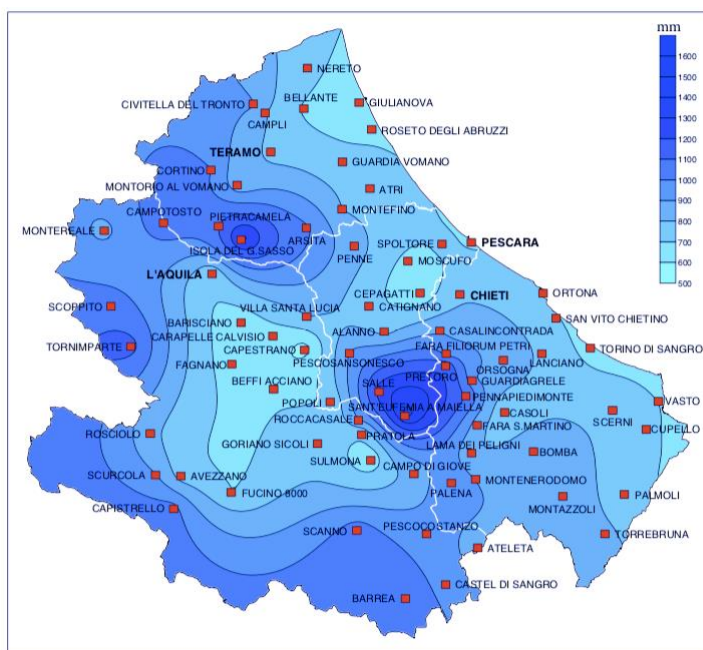 mm
1600
1500
1400
1300
1200
1100
1000
900
800
700
600
500
NERETO
BELLANTE
CIVITELLA DEL TRONTO
GIULIANOVA
CAMPLI
ROSETO DEGLI ABRUZZI
TERAMO
GUARDIA VOMANO
CORTINO
MONTORIO AL VOMANO
ATRI
CAMPOTOSTO
PIETRACAMELA
MONTEFINO
MONTEREALE
ARSITA
ISOLA DEL G.SASSO
PENNE
SPOLTORE
PESCARA
MOSCUFO
L'AQUILA
CEPAGATTI
CHIETI
ORTONA
SCOPPITO
VILLA SANTA LUCIA
CATIGNANO
BARISCIANO
SAN VITO CHIETINO
CARAPELLE CALVISIO
ALANNO
CASALINCONTRADA
TORNIMPARTE
CAPESTRANO
FARA FILIORUM PETRI
TORINO DI SANGRO
PESCOSANSONESCO
LANCIANO
FAGNANO
ORSOGNA
PRETORO
BEFFI ACCIANO
SALLE
GUARDIAGRELE
PENNAPIEDIMONTE
POPOLI
SANT'EUFEMIA A MAIELLA
VASTO
ROCCACASALE
CASOLI
SCERNI
FARA S.MARTINO
CUPELLO
ROSCIOLO
PRATOLA
GORIANO SICOLI
LAMA DEI PELIGNI
BOMBA
SULMONA
CAMPO DI GIOVE
SCURCOLA
AVEZZANO
MONTENERODOMO
PALENA
FUCINO 8000
MONTAZZOLI
PALMOLI
CAPISTRELLO
SCANNO
PESCOCOSTANZO
TORREBRUNA
ATELETA
CASTEL DI SANGRO
BARREA